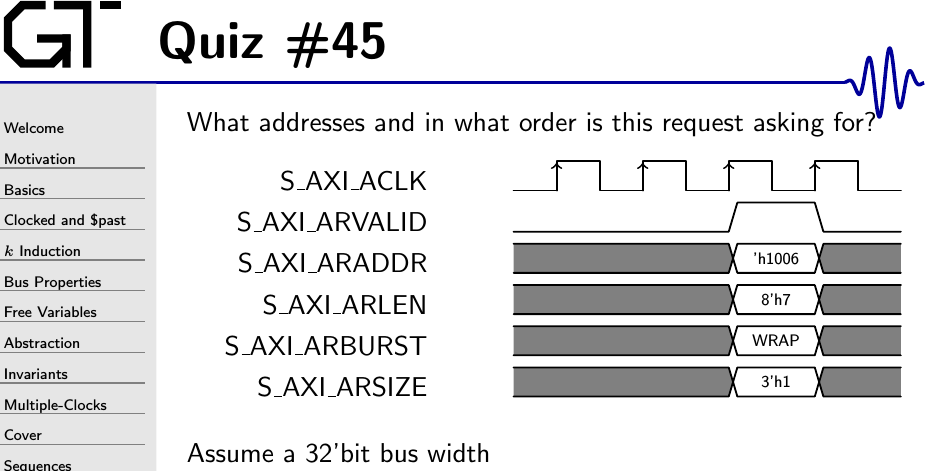 GT
Quiz #45
Welcome
Motivation
Basics
Clocked and $past
k Induction
Bus Properties
Free Variables
Abstraction
Invariants
Multiple-Clocks
Cover
Sequences
What addresses and in what order is this request asking for?
S_AXI_ACLK
S_AXI_ARVALID
S_AXI_ARADDR 'h1006
S_AXI_ARLEN 8'h7
S_AXI_ARBURST WRAP
S_AXI_ARSIZE 3'h1
Assume a 32'bit bus width